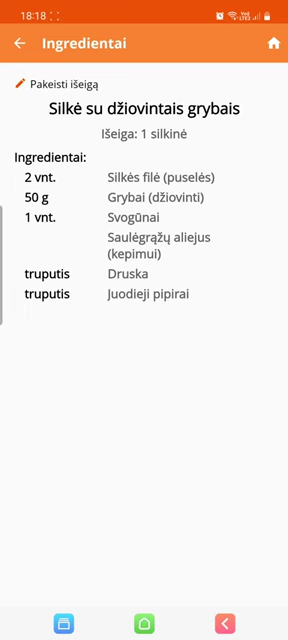 18:18
Ingredientai
Pakeisti išeigą
Silkė su džiovintais grybais
Išeiga: 1 silkinė
Ingredientai:
2 vnt. Silkės filė (puselės)
50 g Grybai (džiovinti)
1 vnt. Svogūnai
Saulėgrąžų aliejus
(kepimui)
truputis Druska
truputis Juodieji pipirai